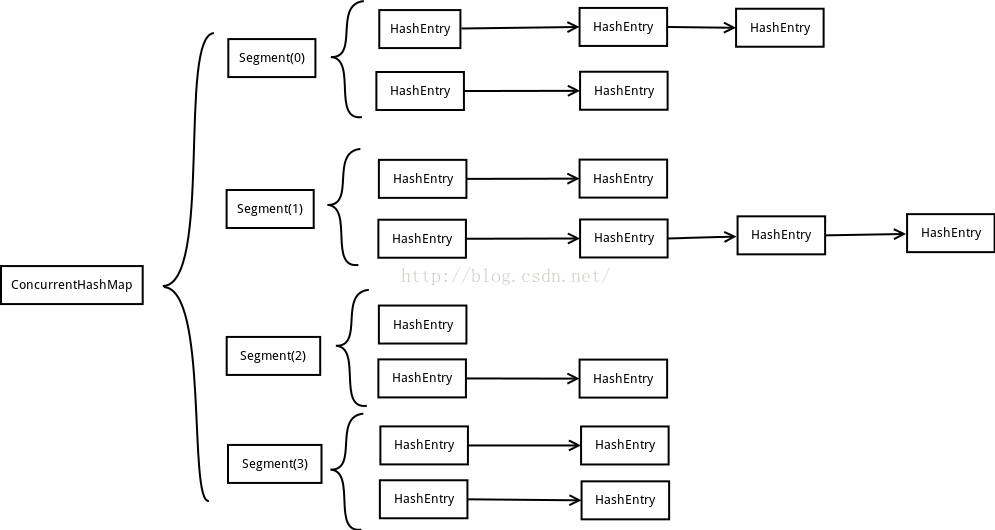 HashEntry HashEntry HashEntry
Segment(0)
HashEntry HashEntry
HashEntry HashEntry
Segment(1)
HashEntry HashEntry HashEntry HashEntry
http://blog.csdn.net/
ConcurrentHashMap
HashEntry
Segment(2)
HashEntry HashEntry
HashEntry HashEntry
Segment(3)
HashEntry HashEntry